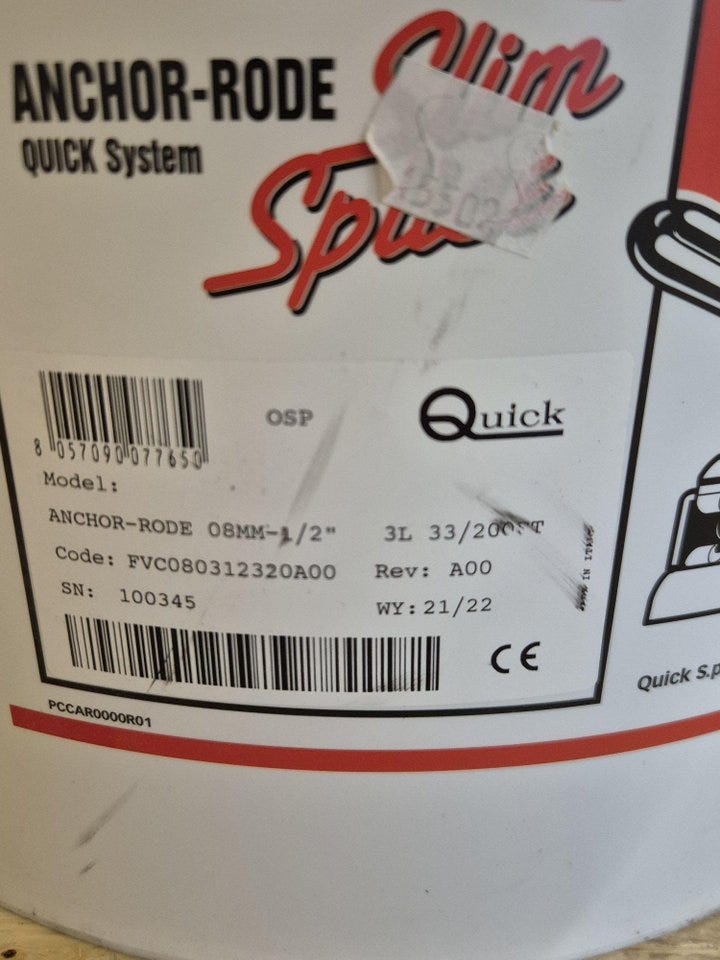 ANCHOR-RODE
Slim
QUICK System
15502
8 057090 077650
OSP
Quick
Model:
ANCHOR-RODE 08MM-1/2" 3L 33/200FT
Code: FVC080312320A00 Rev: A00
SN: 100345 WY: 21/22
CE
PCCAR0000R01
Quick S.p